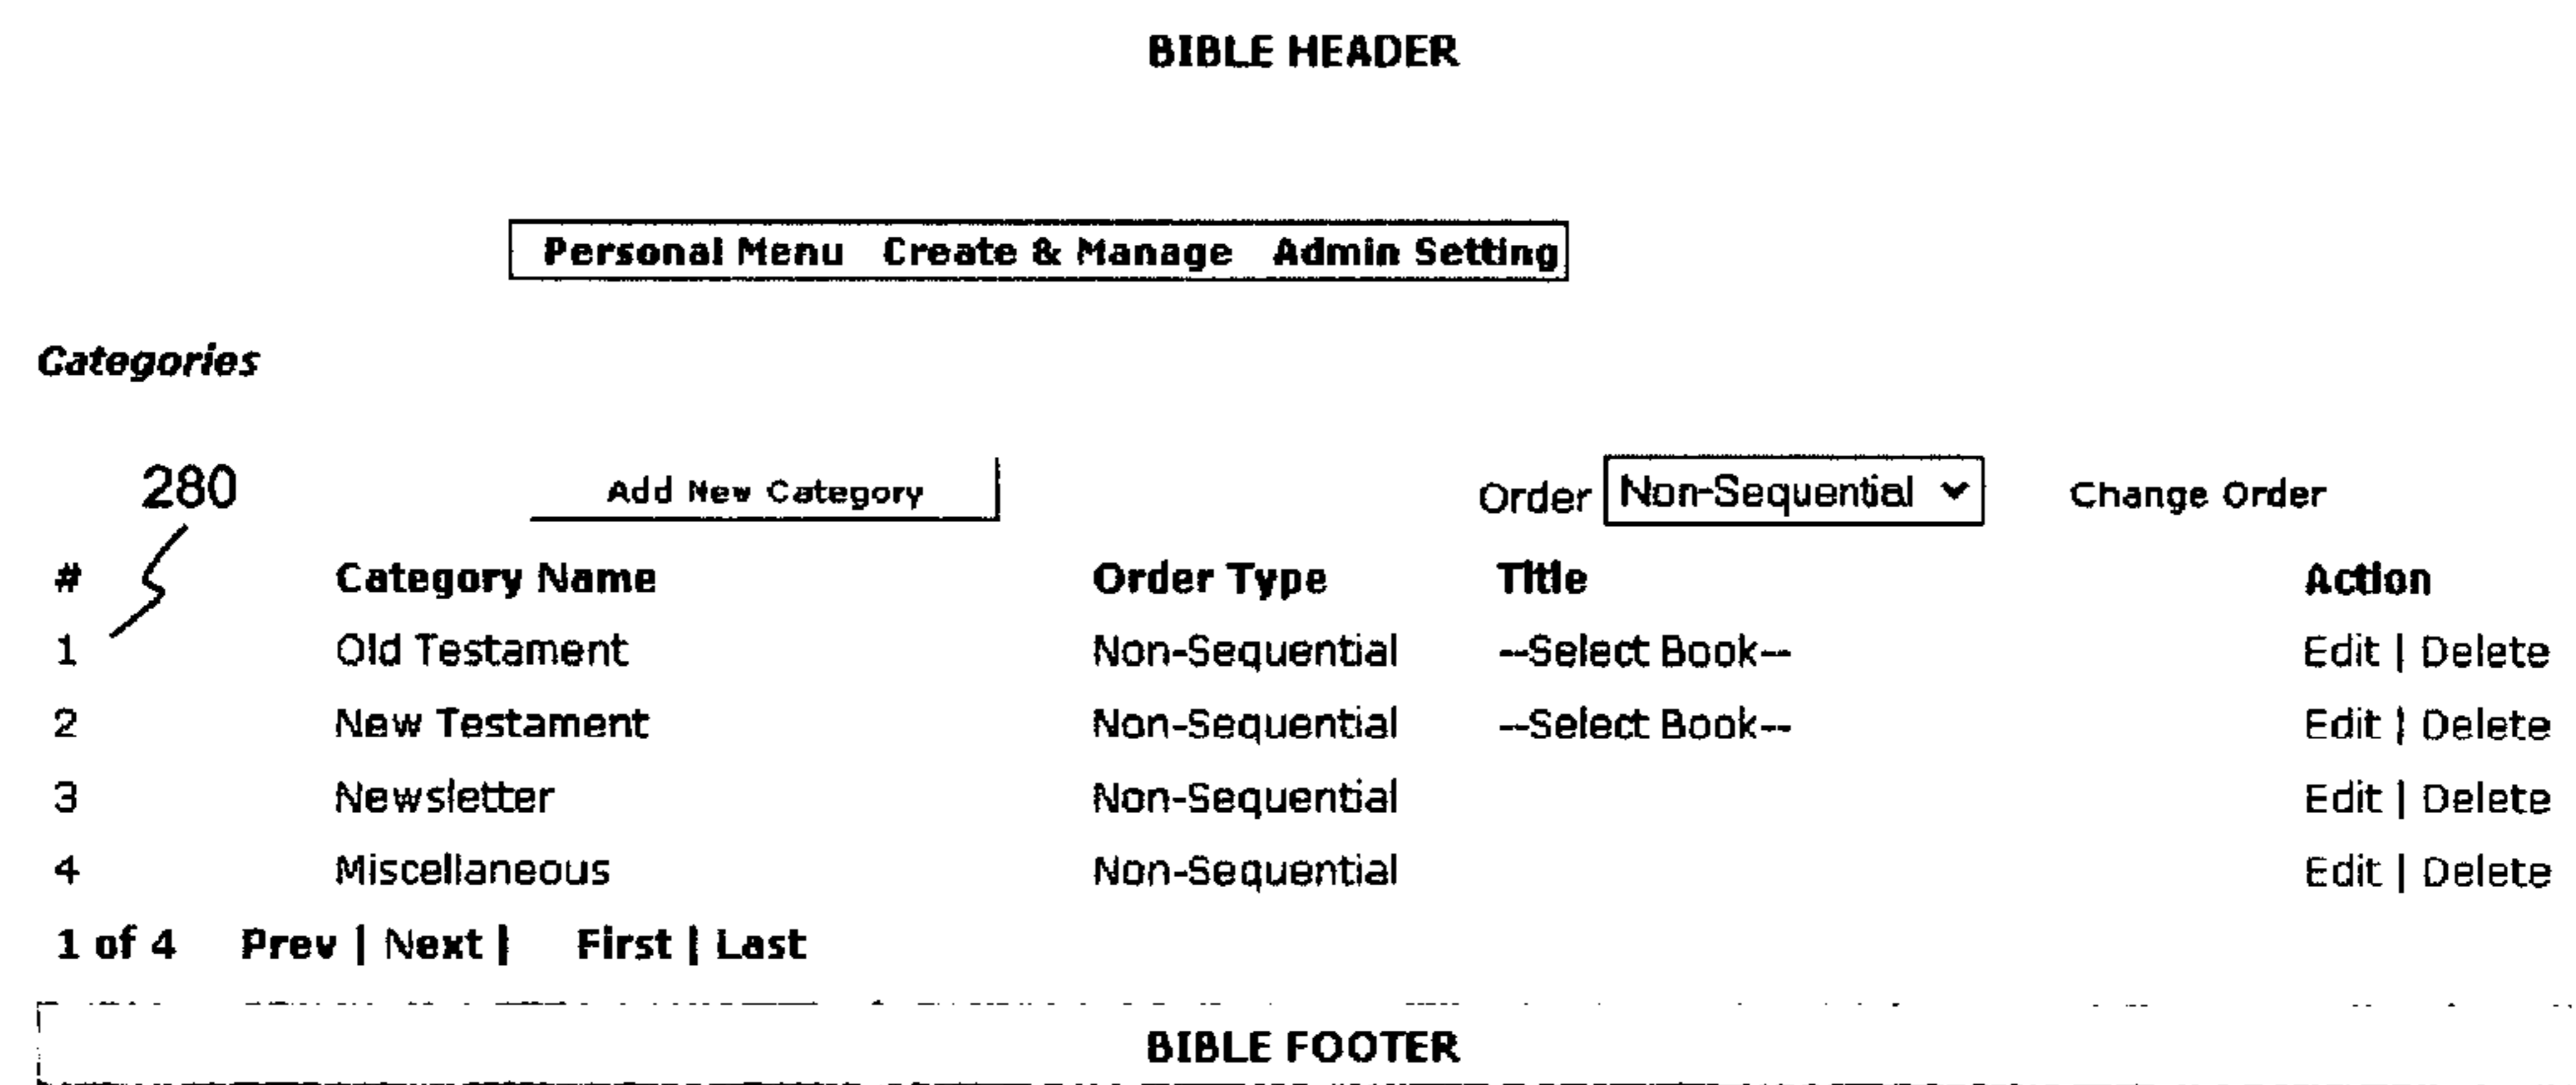 BIBLE HEADER
Personal Menu Create & Manage Admin Setting
Categories
280 Add New Category Order Non-Sequential Change Order
# Category Name Order Type Title Action
1 Old Testament Non-Sequential --Select Book-- Edit | Delete
2 New Testament Non-Sequential --Select Book-- Edit | Delete
3 Newsletter Non-Sequential Edit | Delete
4 Miscellaneous Non-Sequential Edit | Delete
1 of 4 Prev | Next | First | Last
BIBLE FOOTER